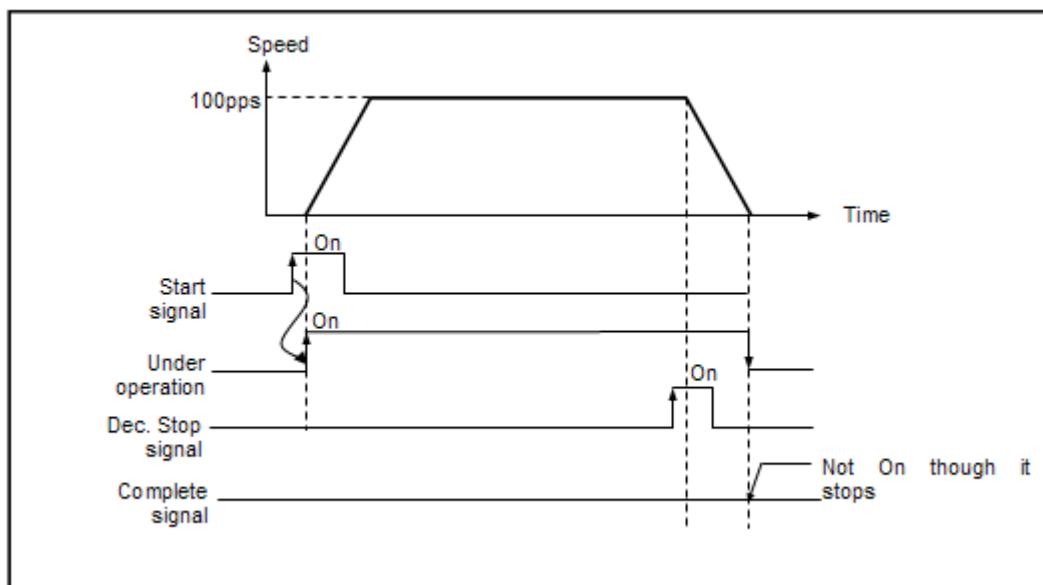 Speed
100pps
Time
On
Start
signal
On
Under
operation
On
Dec. Stop
signal
Not On though it
stops
Complete
signal